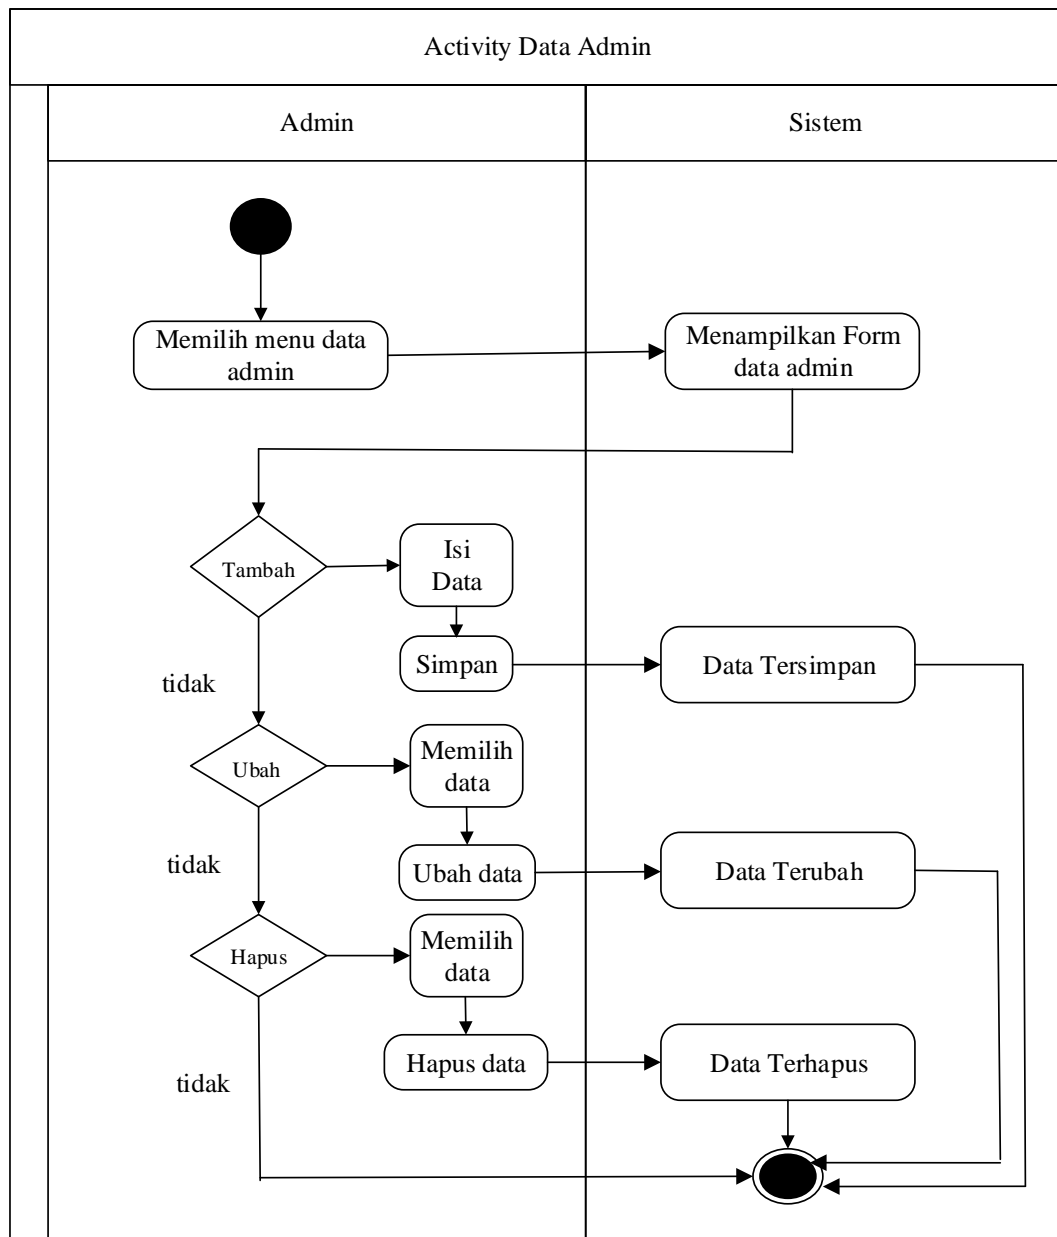 Activity Data Admin
Admin
Sistem
Memilih menu data
admin
Menampilkan Form
data admin
Tambah
Isi
Data
Simpan
Data Tersimpan
tidak
Ubah
Memilih
data
Ubah data
Data Terubah
tidak
Hapus
Memilih
data
Hapus data
Data Terhapus
tidak